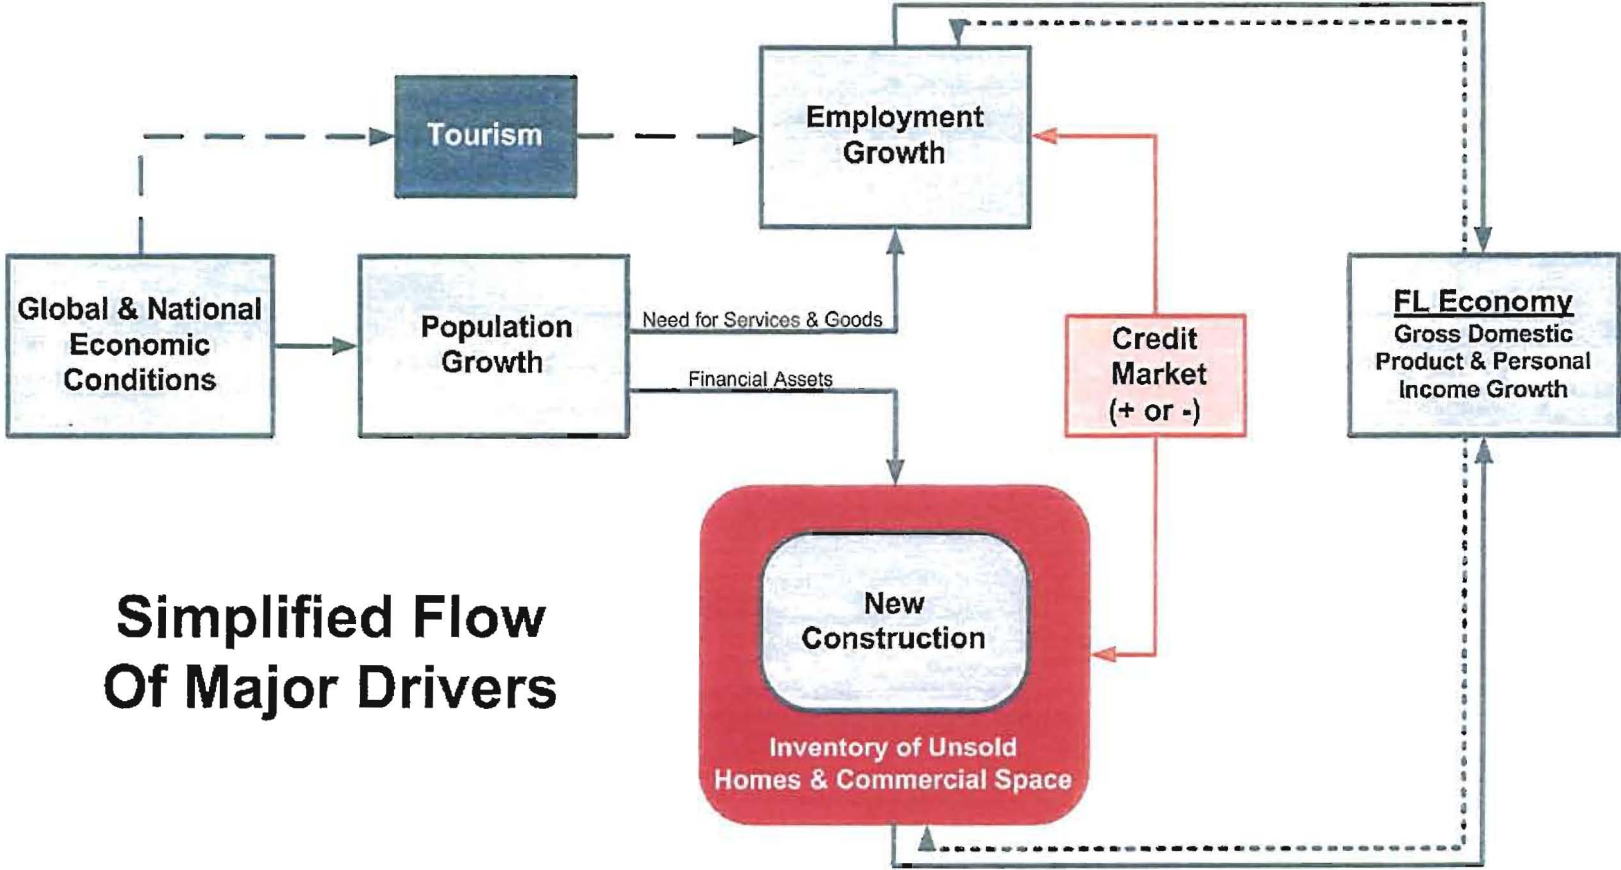 Tourism
Employment
Growth
Global & National
Economic
Conditions
Population
Growth
Need for Services & Goods
Financial Assets
Credit
Market
(+ or -)
FL Economy
Gross Domestic
Product & Personal
Income Growth
Simplified Flow
Of Major Drivers
New
Construction
Inventory of Unsold
Homes & Commercial Space